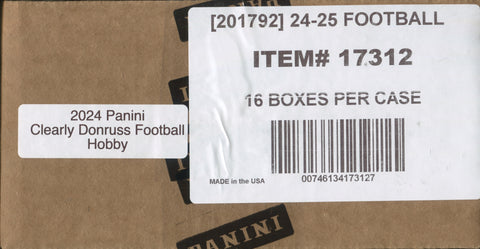 [201792] 24-25 FOOTBALL
ITEM# 17312
16 BOXES PER CASE
2024 Panini
Clearly Donruss Football
Hobby
MADE in the USA
00746134173127
PANINI
PANINI